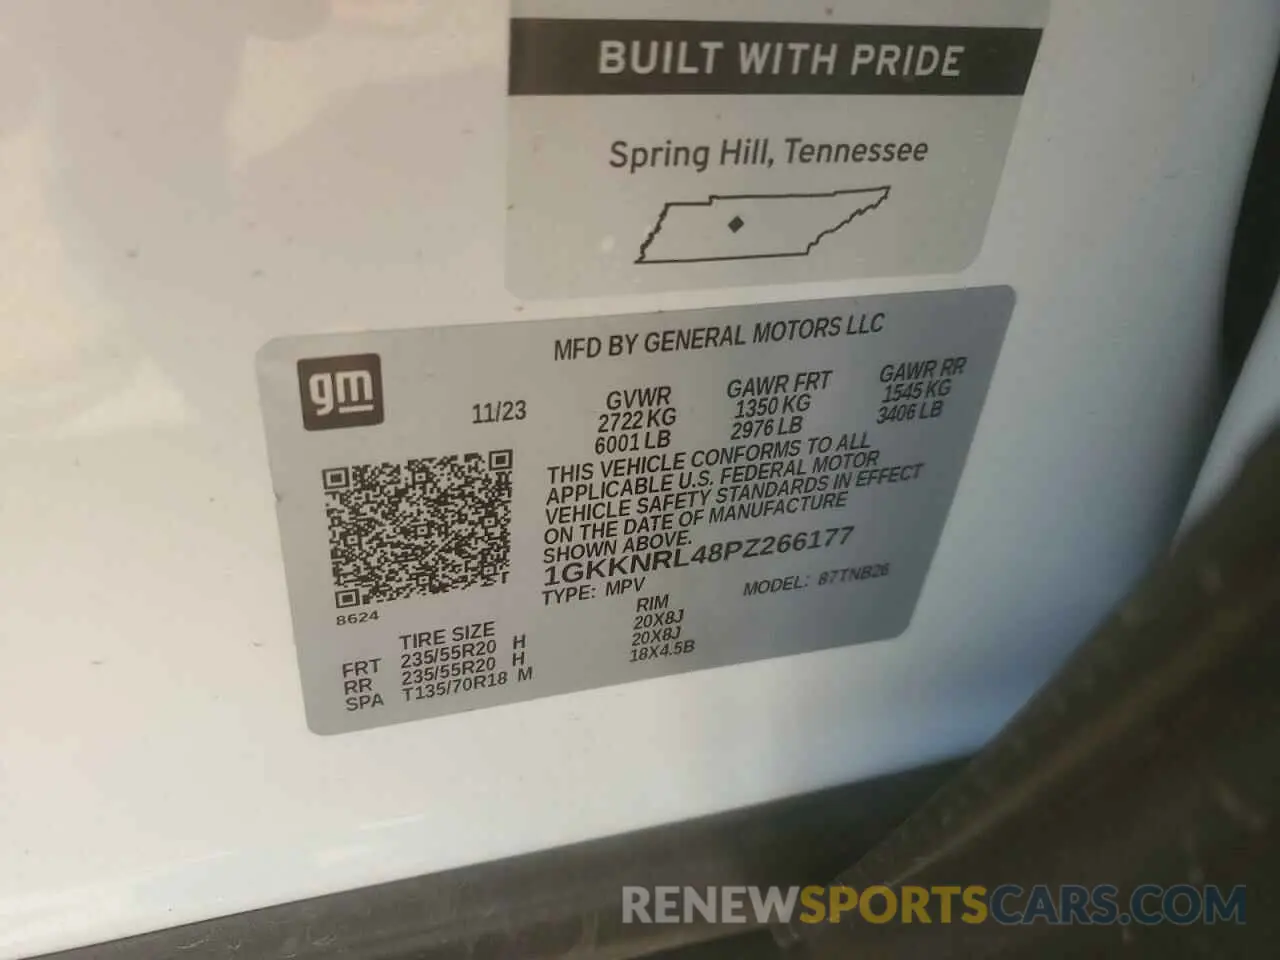 BUILT WITH PRIDE
Spring Hill, Tennessee
MFD BY GENERAL MOTORS LLC
gm
11/23
GVWR
2722 KG
6001 LB
GAWR FRT
1350 KG
2976 LB
GAWR RR
1545 KG
3406 LB
THIS VEHICLE CONFORMS TO ALL
APPLICABLE U.S. FEDERAL MOTOR
VEHICLE SAFETY STANDARDS IN EFFECT
ON THE DATE OF MANUFACTURE
SHOWN ABOVE.
1GKKNRL48PZ266177
TYPE: MPV
MODEL: 87TNB26
8624
TIRE SIZE
RIM
FRT 235/55R20 H 20X8J
RR 235/55R20 H 20X8J
SPA T135/70R18 M 18X4.5B
RENEWSPORTSCARS.COM